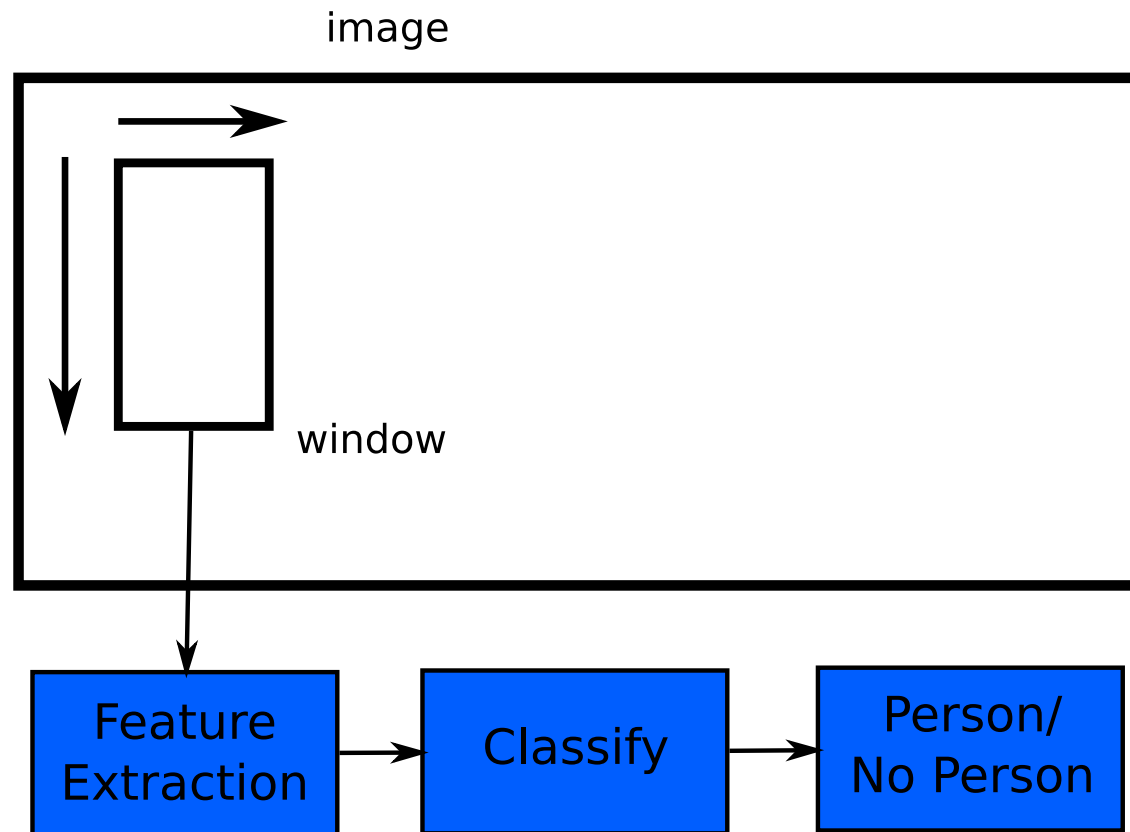 image
window
Feature
Extraction
Classify
Person/
No Person